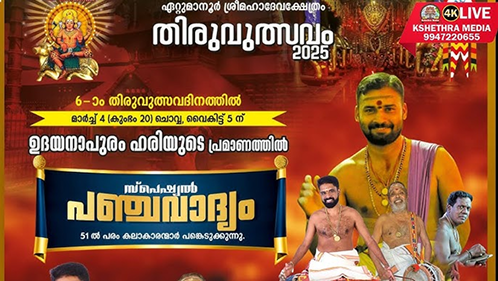 ഏറ്റുമാനൂർ ശ്രീമഹാദേവക്ഷേത്രം
തിരുവുത്സവം
2025
4K LIVE
KSHETHRA MEDIA
9947220655
6-ാം തിരുവുത്സവദിനത്തിൽ
മാർച്ച് 4 (കുംഭം 20) ചൊവ്വ, വൈകിട്ട് 5 ന്
ഉദയനാപുരം ഹരിയുടെ പ്രമാണത്തിൽ
സ്പെഷ്യൽ
പഞ്ചവാദ്യം
51 ൽ പരം കലാകാരന്മാർ പങ്കെടുക്കുന്നു.